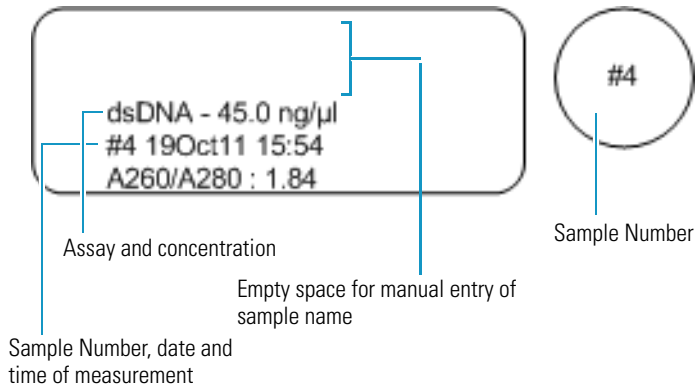 dsDNA - 45.0 ng/µl
#4 19Oct11 15:54
A260/A280 : 1.84
#4
Assay and concentration
Sample Number
Empty space for manual entry of
sample name
Sample Number, date and
time of measurement